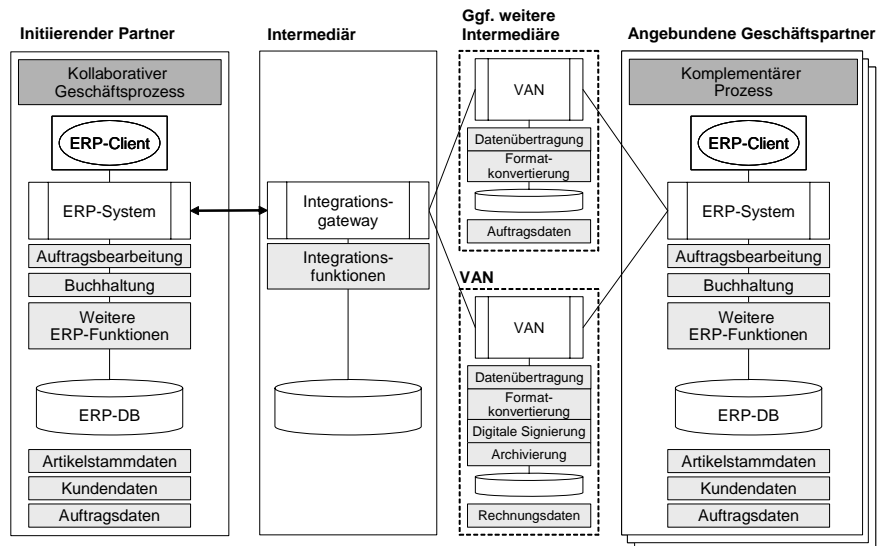 Initiierender Partner
Kollaborativer
Geschäftsprozess
ERP-Client
ERP-System
Auftragsbearbeitung
Buchhaltung
Weitere
ERP-Funktionen
ERP-DB
Artikelstammdaten
Kundendaten
Auftragsdaten
Intermediär
Integrations-
gateway
Integrations-
funktionen
Ggf. weitere
Intermediäre
VAN
Datenübertragung
Format-
konvertierung
Auftragsdaten
VAN
VAN
Datenübertragung
Format-
konvertierung
Digitale Signierung
Archivierung
Rechnungsdaten
Angebundene Geschäftspartner
Komplementärer
Prozess
ERP-Client
ERP-System
Auftragsbearbeitung
Buchhaltung
Weitere
ERP-Funktionen
ERP-DB
Artikelstammdaten
Kundendaten
Auftragsdaten